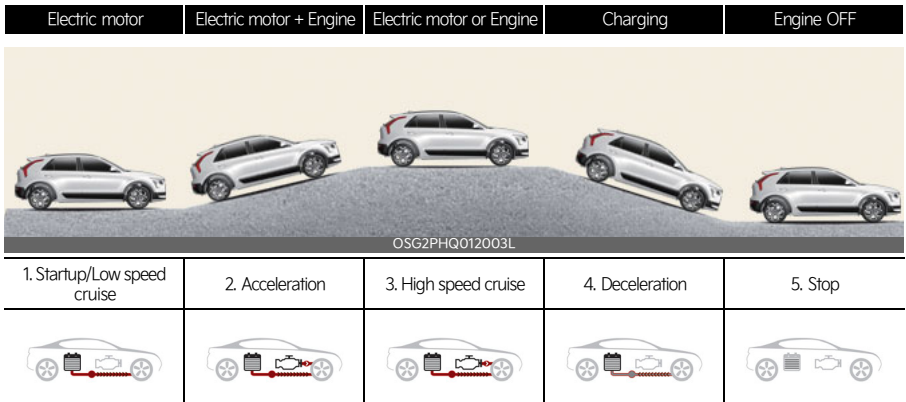 Electric motor
Electric motor + Engine
Electric motor or Engine
Charging
Engine OFF
OSG2PHQ012003L
1. Startup/Low speed
cruise
2. Acceleration
3. High speed cruise
4. Deceleration
5. Stop